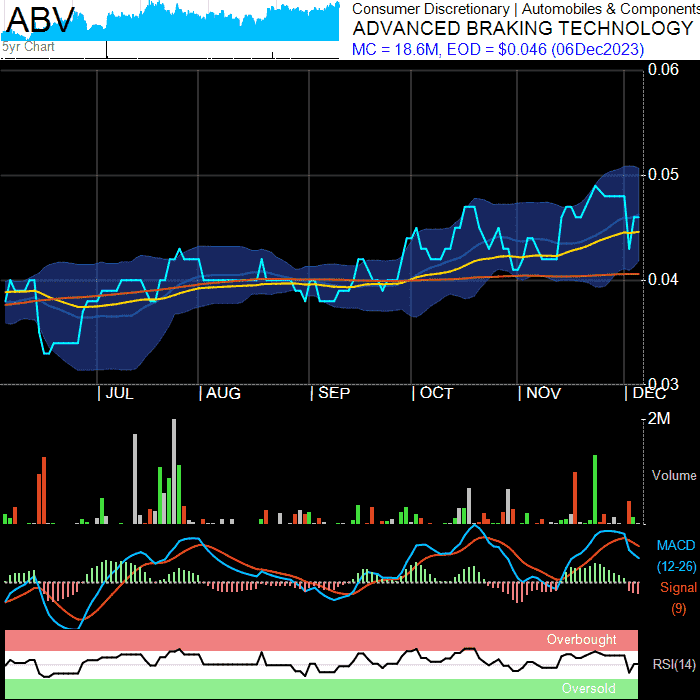 ABV
5yr Chart
Consumer Discretionary | Automobiles & Components
ADVANCED BRAKING TECHNOLOGY
MC = 18.6M, EOD = $0.046 (06Dec2023)
0.06
0.05
0.04
0.03
| JUL
| AUG
| SEP
| OCT
| NOV
| DEC
2M
Volume
MACD
(12-26)
Signal
(9)
Overbought
RSI(14)
Oversold